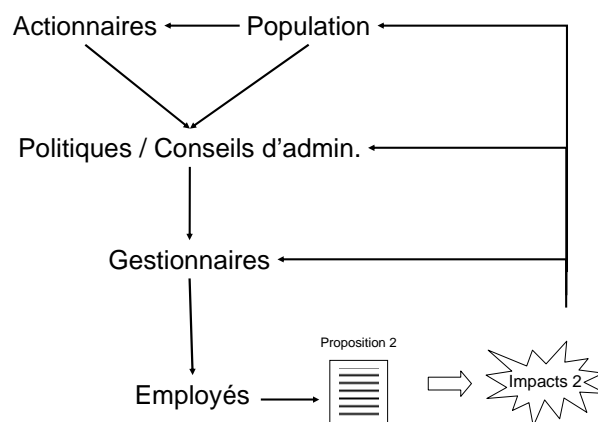 Actionnaires
Population
Politiques / Conseils d'admin.
Gestionnaires
Proposition 2
Employés
Impacts 2